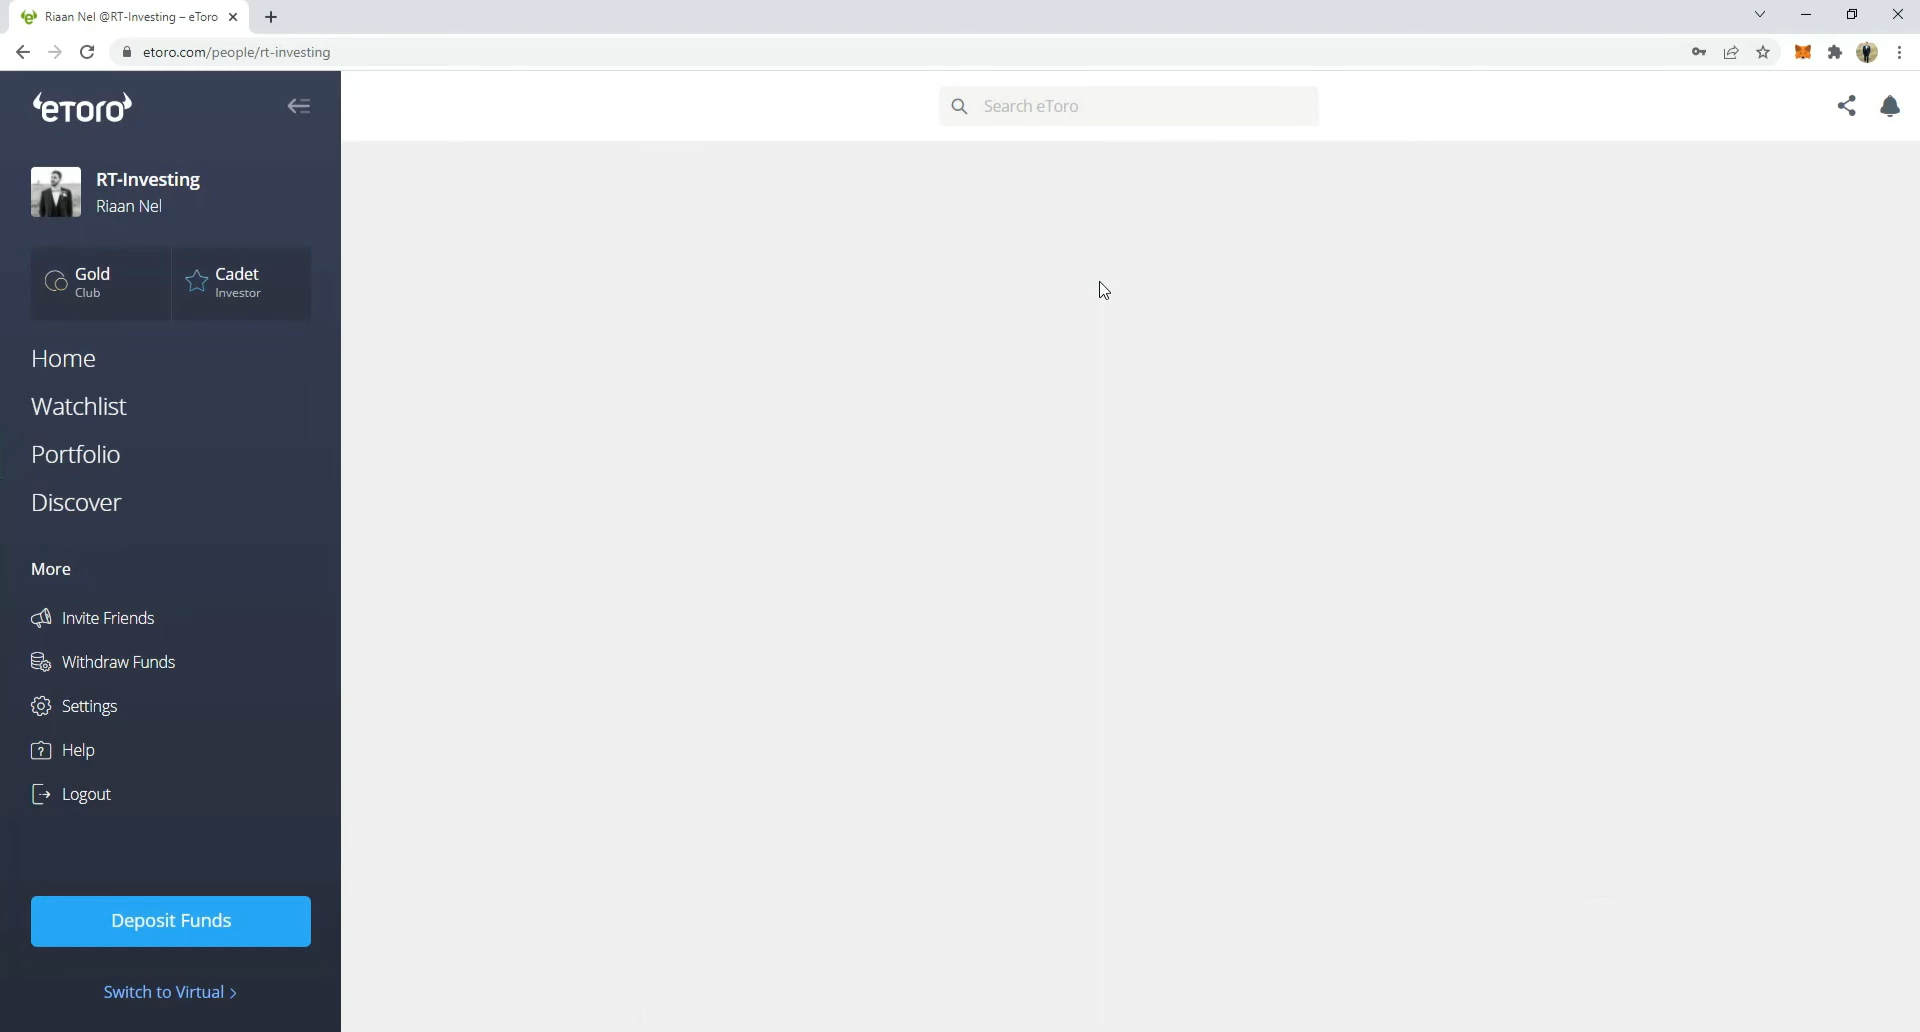 Riaan Nel @RT-Investing – eToro
etoro.com/people/rt-investing
eToro
Search eToro
RT-Investing
Riaan Nel
Gold
Club
Cadet
Investor
Home
Watchlist
Portfolio
Discover
More
Invite Friends
Withdraw Funds
Settings
Help
Logout
Deposit Funds
Switch to Virtual >